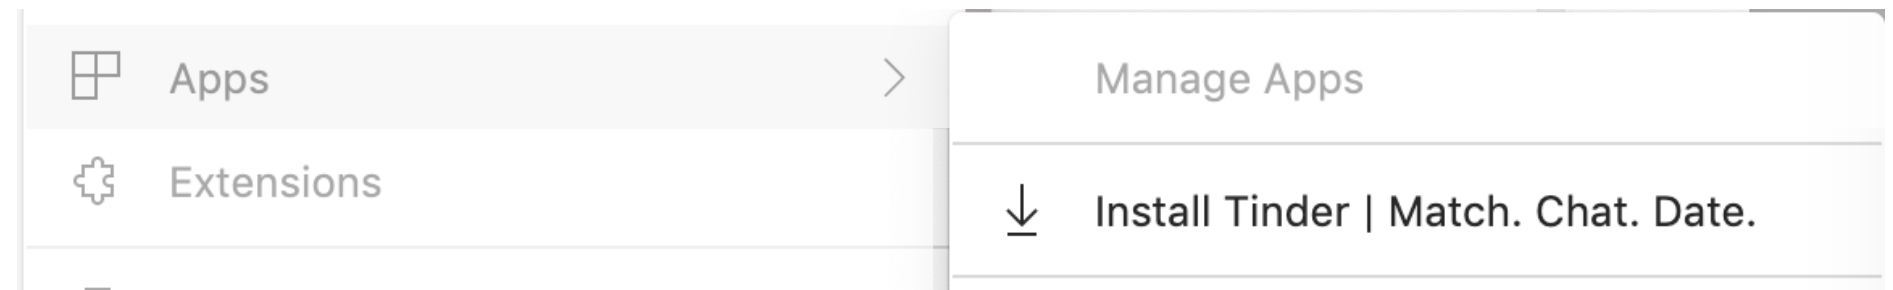 Apps
Manage Apps
Extensions
Install Tinder | Match. Chat. Date.